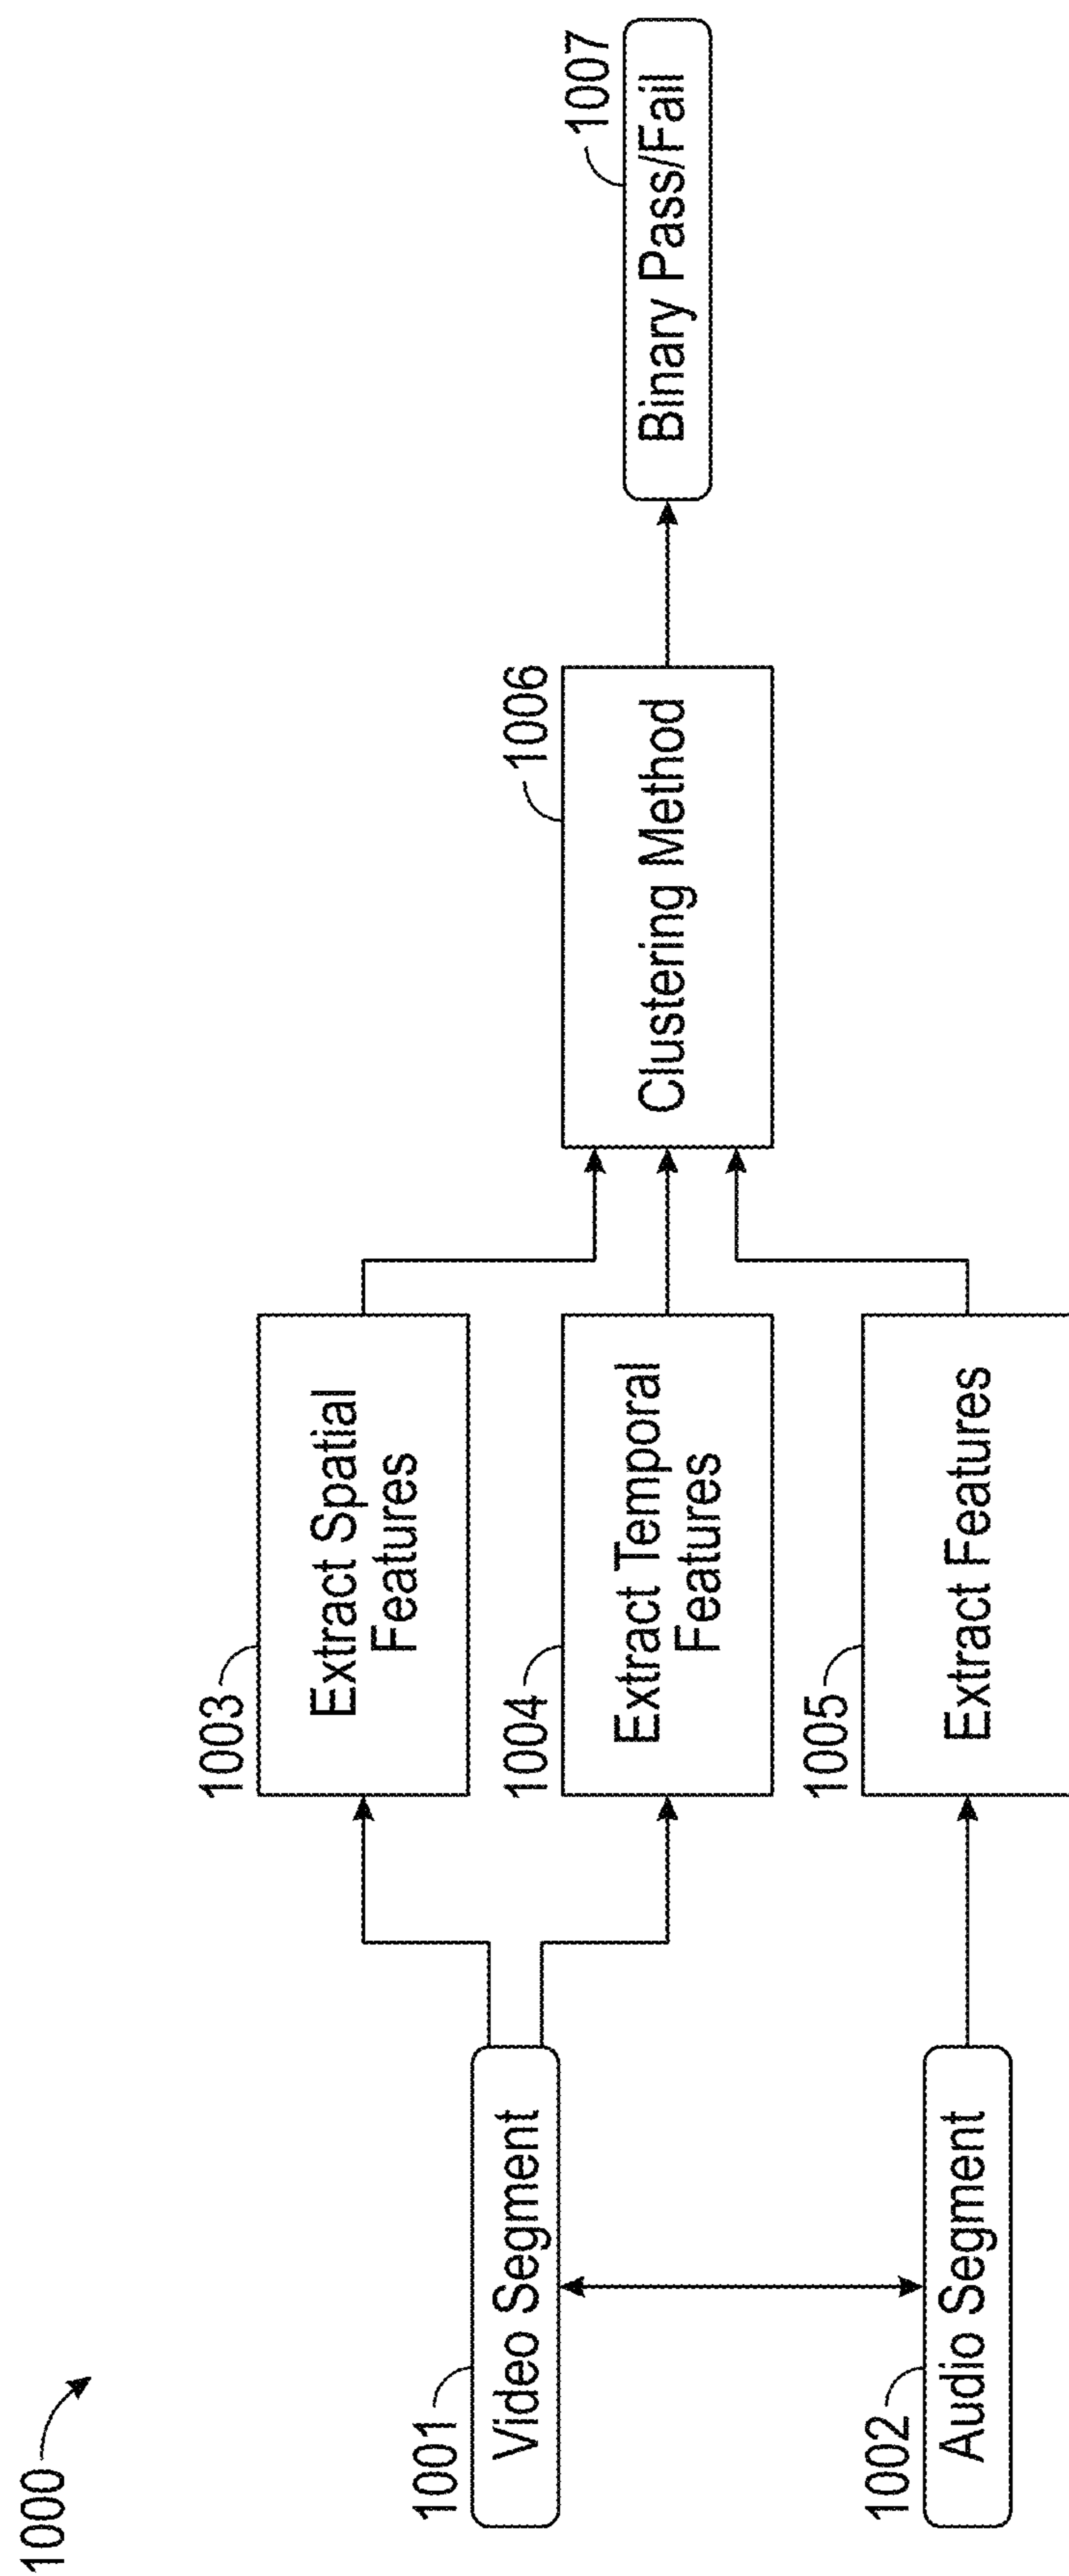 1000
1001
Video Segment
1002
Audio Segment
1003
Extract Spatial
Features
1004
Extract Temporal
Features
1005
Extract Features
1006
Clustering Method
1007
Binary Pass/Fail